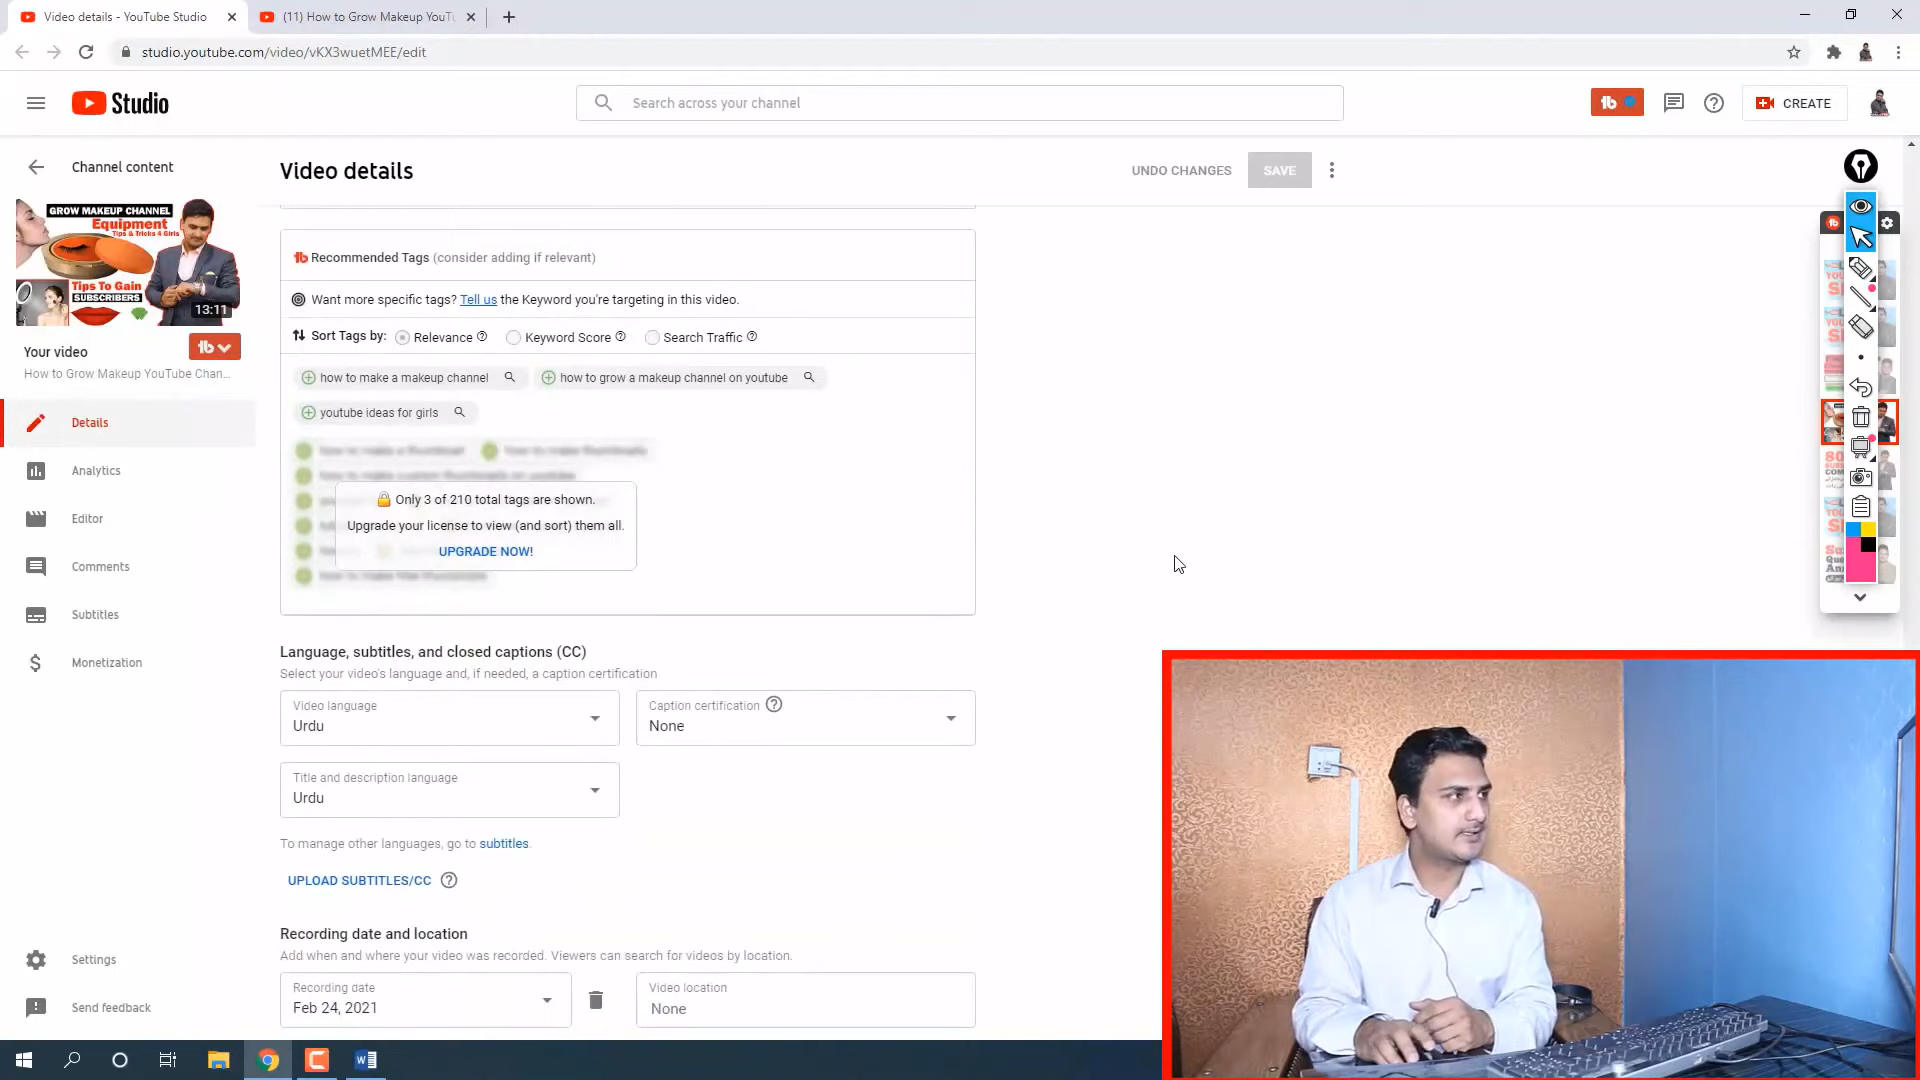 Video details - YouTube Studio
(11) How to Grow Makeup YouT
studio.youtube.com/video/vKX3wuetMEE/edit
Studio
Search across your channel
CREATE
Channel content
Video details
UNDO CHANGES
SAVE
GROW MAKEUP CHANNEL
Equipment
Tips & Tricks 4 Girls
Tips To Gain
SUBSCRIBERS
13:11
Your video
How to Grow Makeup YouTube Chan...
Details
Analytics
Editor
Comments
Subtitles
Monetization
Settings
Send feedback
Recommended Tags (consider adding if relevant)
Want more specific tags? Tell us the Keyword you're targeting in this video.
Sort Tags by: Relevance Keyword Score Search Traffic
how to make a makeup channel how to grow a makeup channel on youtube
youtube ideas for girls
Only 3 of 210 total tags are shown.
Upgrade your license to view (and sort) them all.
UPGRADE NOW!
Language, subtitles, and closed captions (CC)
Select your video's language and, if needed, a caption certification
Video language
Urdu
Caption certification
None
Title and description language
Urdu
To manage other languages, go to subtitles.
UPLOAD SUBTITLES/CC
Recording date and location
Add when and where your video was recorded. Viewers can search for videos by location.
Recording date
Feb 24, 2021
Video location
None